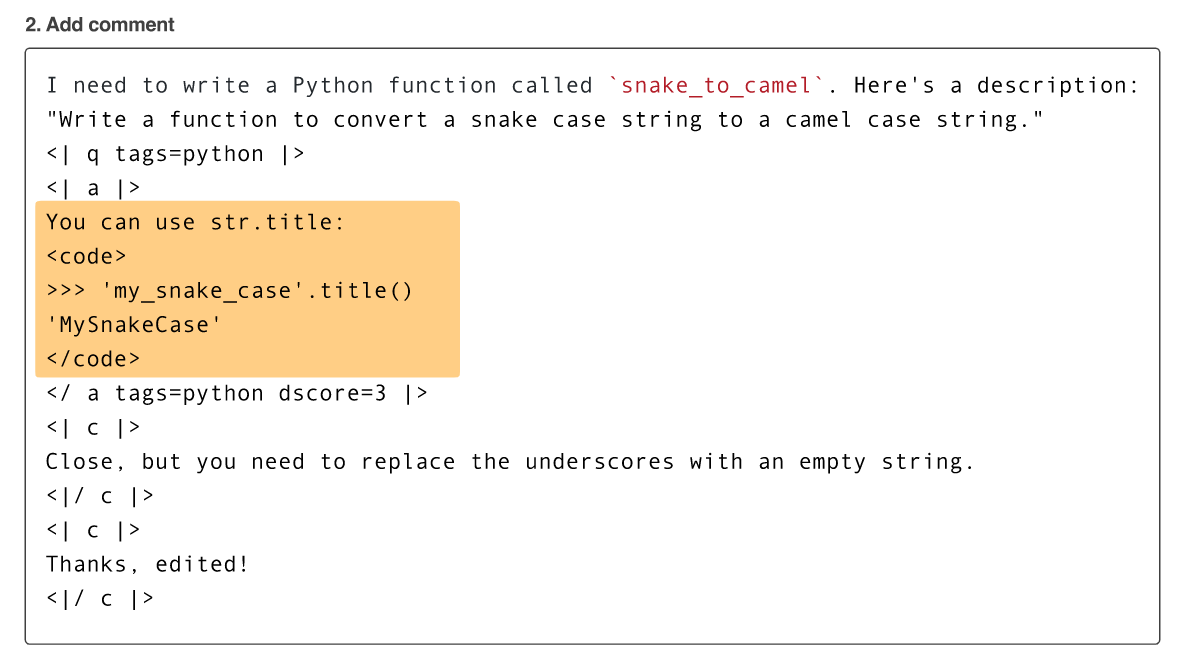 2. Add comment
I need to write a Python function called `snake_to_camel`. Here's a description:
"Write a function to convert a snake case string to a camel case string."
<| q tags=python |>
<| a |>
You can use str.title:
<code>
>>> 'my_snake_case'.title()
'MySnakeCase'
</code>
</ a tags=python dscore=3 |>
<| c |>
Close, but you need to replace the underscores with an empty string.
<|/ c |>
<| c |>
Thanks, edited!
<|/ c |>